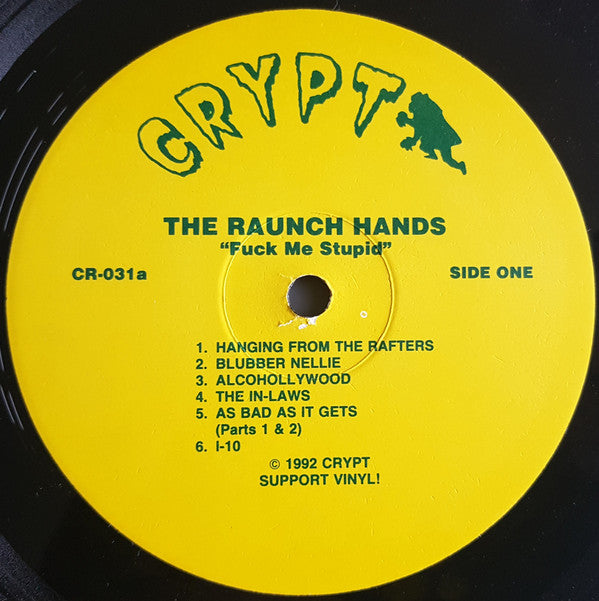 CRYPT
THE RAUNCH HANDS
“Fuck Me Stupid”
CR-031a
SIDE ONE
1. HANGING FROM THE RAFTERS
2. BLUBBER NELLIE
3. ALCOHOLLYWOOD
4. THE IN-LAWS
5. AS BAD AS IT GETS
(Parts 1 & 2)
6. I-10
© 1992 CRYPT
SUPPORT VINYL!